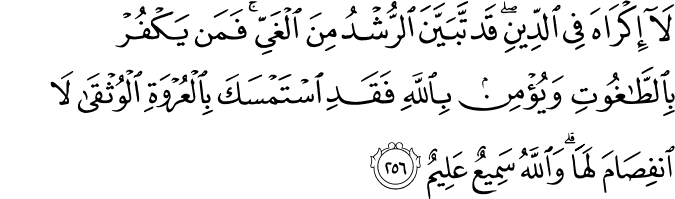 لَآ إِكْرَاهَ فِى ٱلدِّينِ ۖ قَد تَّبَيَّنَ ٱلرُّشْدُ مِنَ ٱلْغَىِّ ۚ فَمَن يَكْفُرْ
بِٱلطَّـٰغُوتِ وَيُؤْمِنۢ بِٱللَّهِ فَقَدِ ٱسْتَمْسَكَ بِٱلْعُرْوَةِ ٱلْوُثْقَىٰ لَا
ٱنفِصَامَ لَهَا ۗ وَٱللَّهُ سَمِيعٌ عَلِيمٌ ٢٥٦